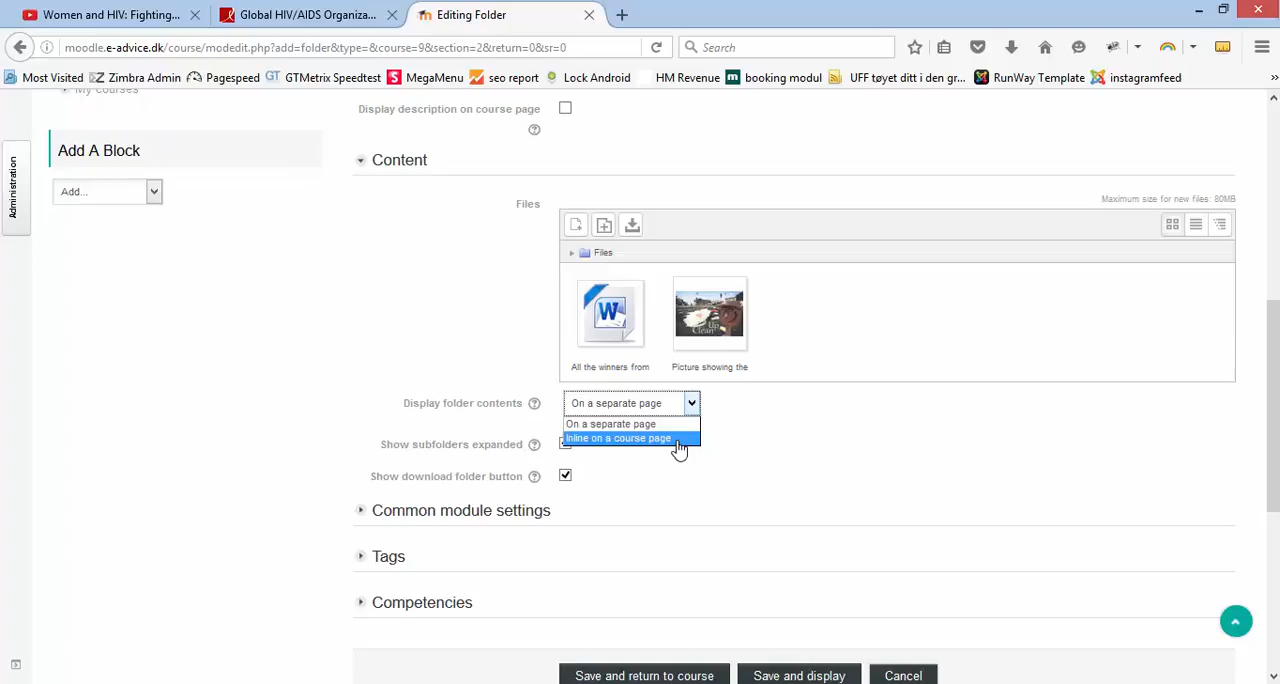 Women and HIV: Fighting...
Global HIV/AIDS Organiza...
Editing Folder
moodle.e-advice.dk/course/modedit.php?add=folder&type=&course=9&section=2&return=0&sr=0
Search
Most Visited
Zimbra Admin
Pagespeed
GT GTMetrix Speedtest
MegaMenu
seo report
Lock Android
HM Revenue
booking modul
UFF tøyet ditt i den gr...
RunWay Template
instagramfeed
My courses
Display description on course page
Add A Block
Administration
Content
Add...
Files
Maximum size for new files: 80MB
Files
W
Up
Clean
All the winners from
Picture showing the
Display folder contents
On a separate page
On a separate page
Inline on a course page
Show subfolders expanded
Show download folder button
Common module settings
Tags
Competencies
Save and return to course
Save and display
Cancel